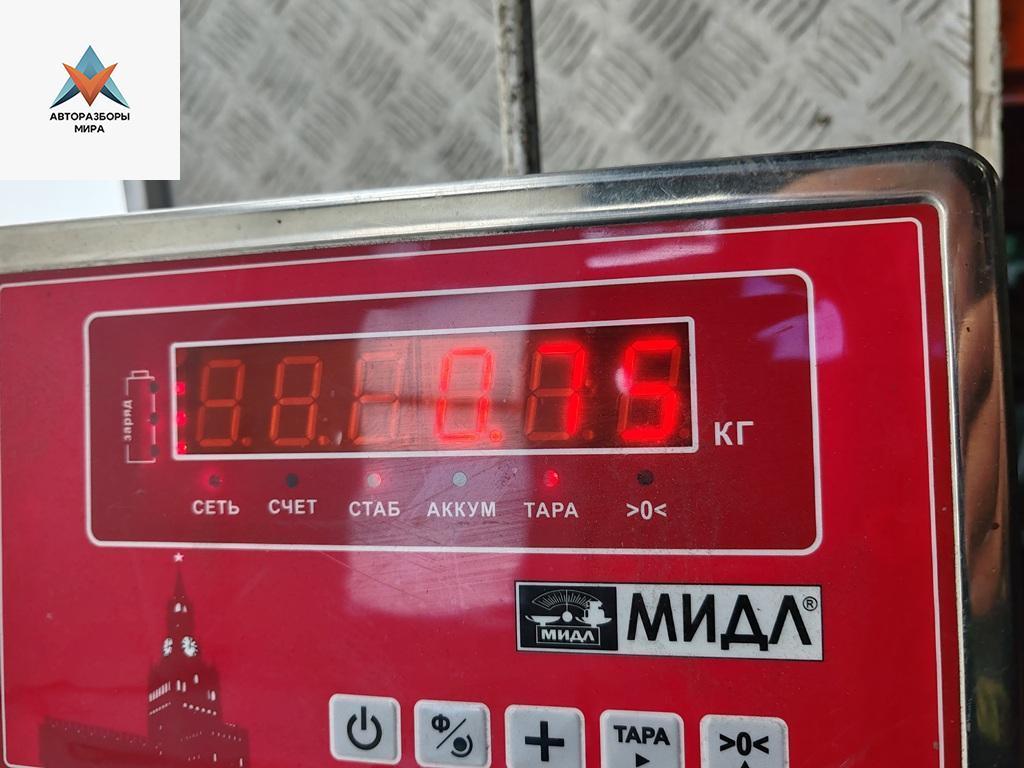 АВТОРАЗБОРЫ
МИРА
заряд
0.75
КГ
СЕТЬ СЧЕТ СТАБ АККУМ ТАРА >0<
МИДЛ МИДЛ®
Ф ТАРА >0<